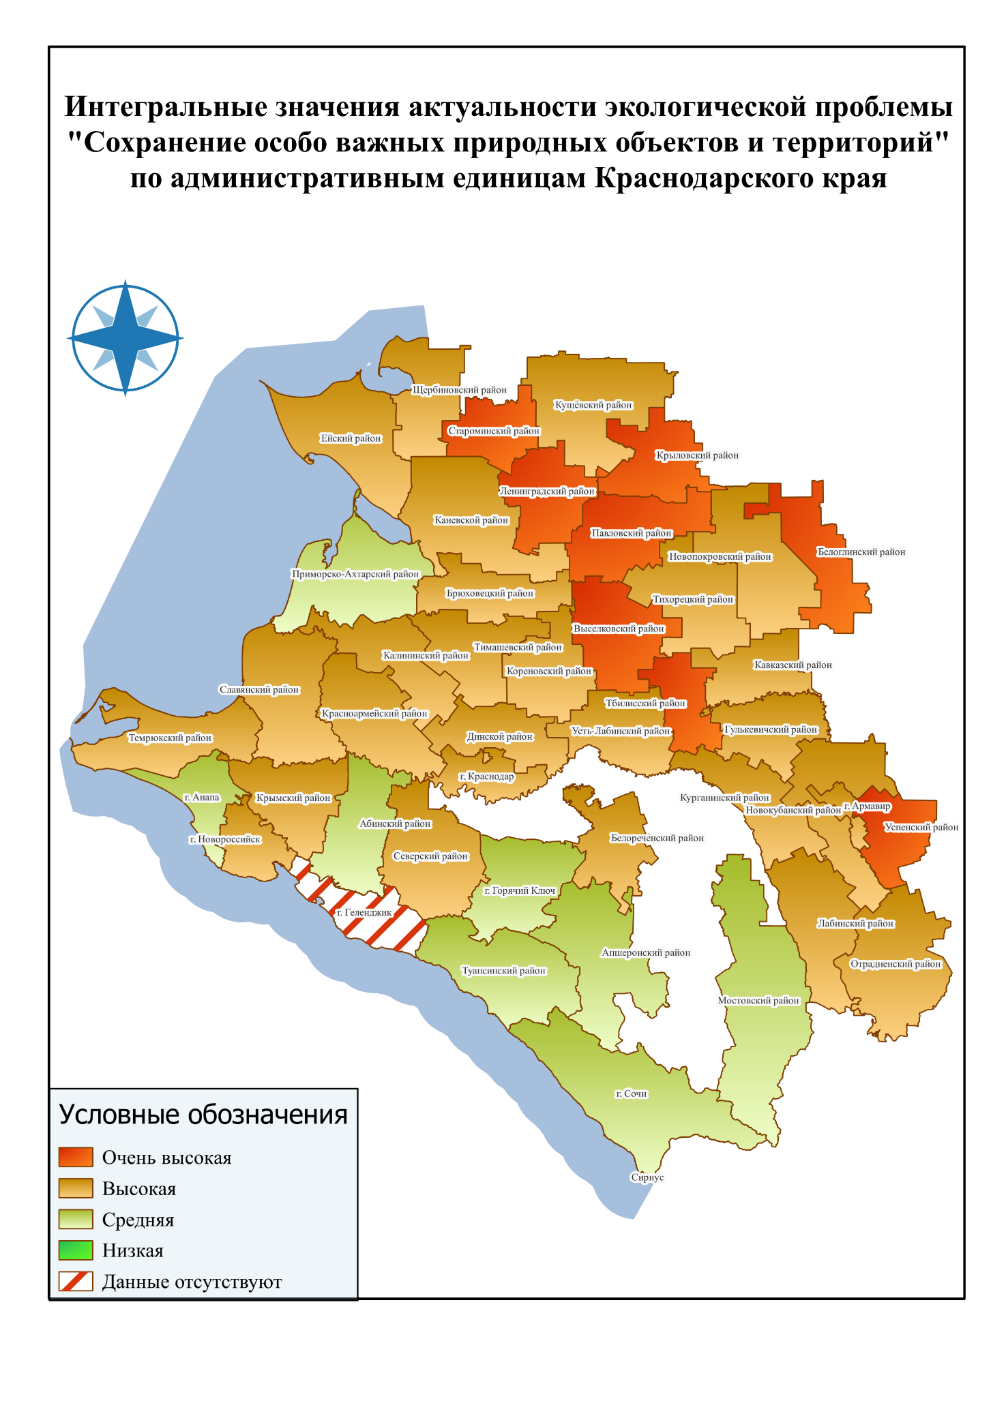 Интегральные значения актуальности экологической проблемы
"Сохранение особо важных природных объектов и территорий"
по административным единицам Краснодарского края
Щербиновский район
Кущёвский район
Староминский район
Ейский район
Крыловский район
Ленинградский район
Каневской район
Павловский район
Белоглинский район
Новопокровский район
Приморско-Ахтарский район
Брюховецкий район
Тихорецкий район
Выселковский район
Тимашевский район
Калининский район
Кавказский район
Кореновский район
Славянский район
Тбилисский район
Красноармейский район
Усть-Лабинский район
Гулькевичский район
Динской район
Темрюкский район
г. Краснодар
г. Анапа
Крымский район
Курганинский район
г. Армавир
Новокубанский район
Абинский район
Успенский район
г. Новороссийск
Белореченский район
Северский район
г. Горячий Ключ
г. Геленджик
Лабинский район
Апшеронский район
Отрадненский район
Туапсинский район
Мостовский район
г. Сочи
Сириус
Условные обозначения
Очень высокая
Высокая
Средняя
Низкая
Данные отсутствуют